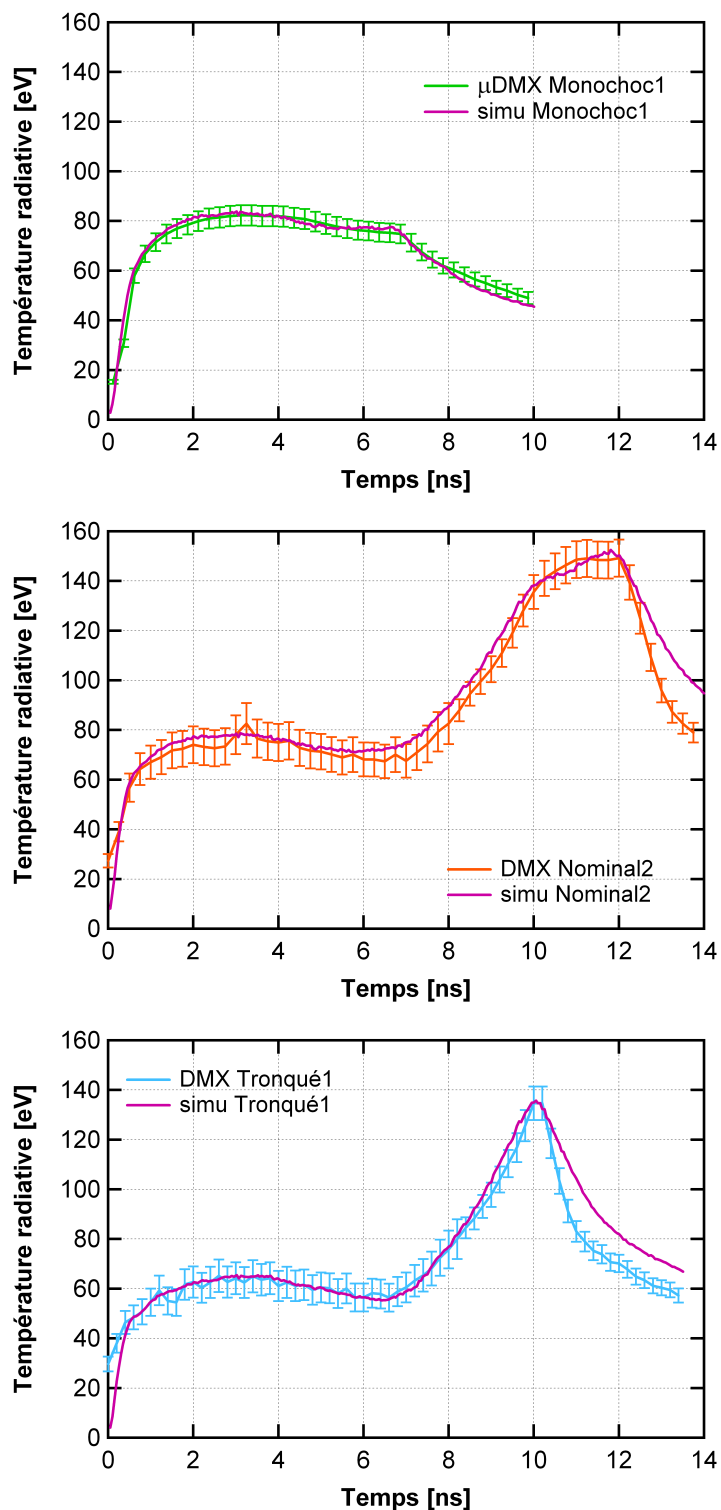 160
140
120
100
80
60
40
20
0
Température radiative [eV]
µDMX Monochoc1
simu Monochoc1
0 2 4 6 8 10 12 14
Temps [ns]
160
140
120
100
80
60
40
20
0
Température radiative [eV]
DMX Nominal2
simu Nominal2
0 2 4 6 8 10 12 14
Temps [ns]
160
140
120
100
80
60
40
20
0
Température radiative [eV]
DMX Tronqué1
simu Tronqué1
0 2 4 6 8 10 12 14
Temps [ns]